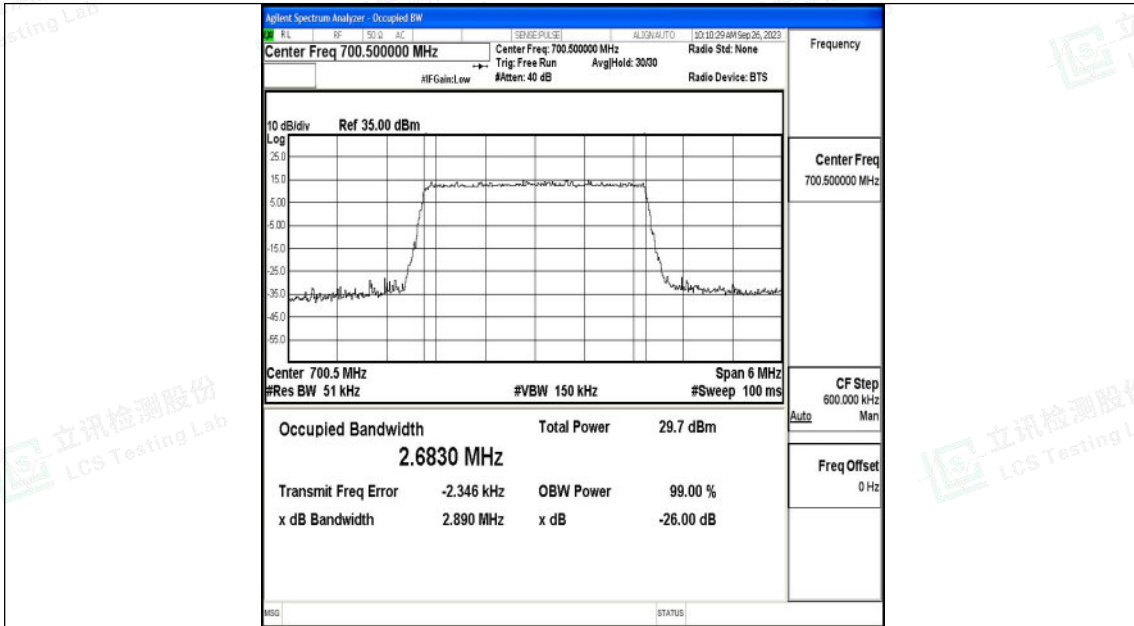 Agilent Spectrum Analyzer - Occupied BW
RL RF 50 Ω AC SENSE:PULSE ALIGNAUTO 10:10:29 AM Sep 26, 2023
Center Freq 700.500000 MHz
Center Freq: 700.500000 MHz
Radio Std: None
Trig: Free Run Avg|Hold: 30/30
#IFGain:Low
#Atten: 40 dB
Radio Device: BTS
10 dB/div Ref 35.00 dBm
Log
25.0
15.0
5.00
-5.00
-15.0
-25.0
-35.0
-45.0
-55.0
Center 700.5 MHz Span 6 MHz
#Res BW 51 kHz #VBW 150 kHz #Sweep 100 ms
Occupied Bandwidth Total Power 29.7 dBm
2.6830 MHz
Transmit Freq Error -2.346 kHz OBW Power 99.00 %
x dB Bandwidth 2.890 MHz x dB -26.00 dB
MSG STATUS
Frequency
Center Freq
700.500000 MHz
CF Step
600.000 kHz
Auto Man
Freq Offset
0 Hz
sting Lab
立讯检测股份
LCS Testing Lab
立讯检测股份
LCS Testing L